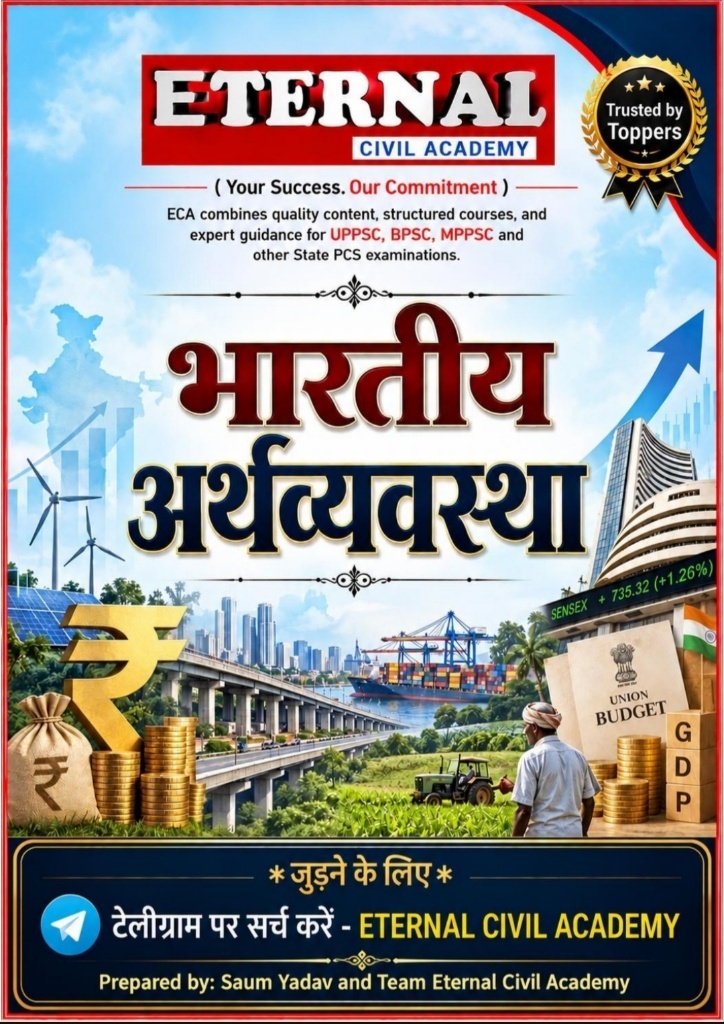 ETERNAL
CIVIL ACADEMY
Trusted by
Toppers
( Your Success. Our Commitment )
ECA combines quality content, structured courses, and
expert guidance for UPPSC, BPSC, MPPSC and
other State PCS examinations.
भारतीय
अर्थव्यवस्था
SENSEX + 735.32 (+1.26%)
UNION
BUDGET
G
D
P
₹
₹
* जुड़ने के लिए *
टेलीग्राम पर सर्च करें - ETERNAL CIVIL ACADEMY
Prepared by: Saum Yadav and Team Eternal Civil Academy